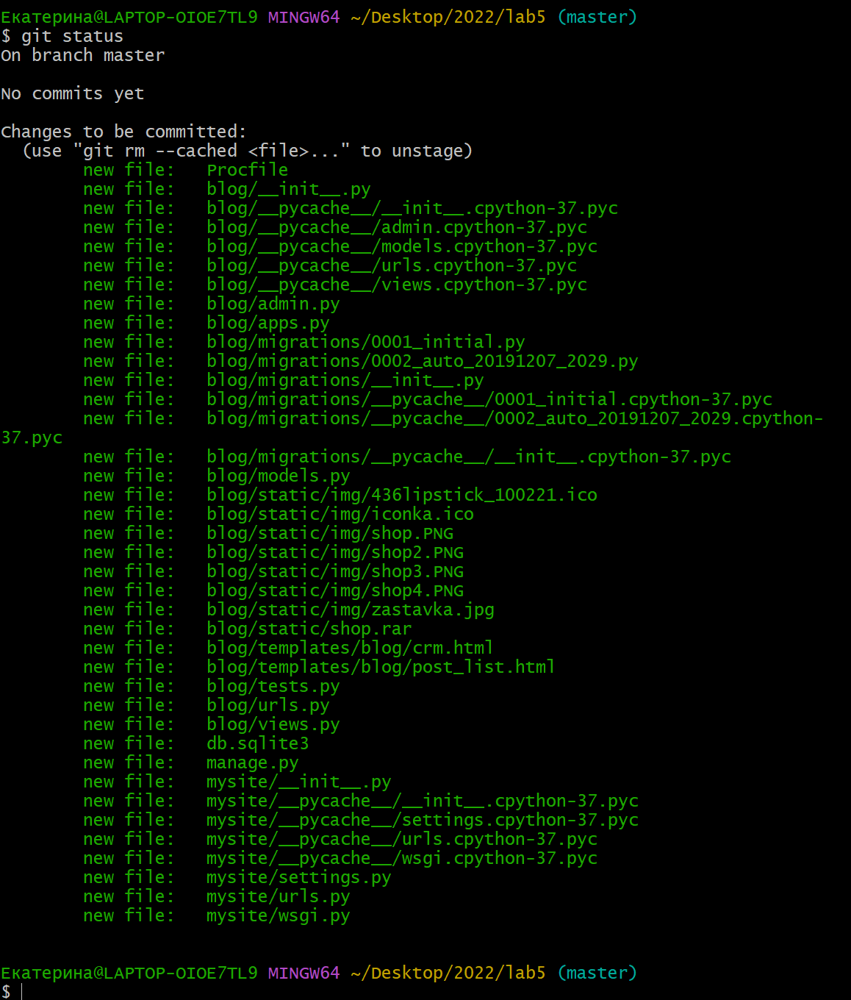 Екатерина@LAPTOP-OIOE7TL9 MINGW64 ~/Desktop/2022/lab5 (master)
$ git status
On branch master
No commits yet
Changes to be committed:
  (use "git rm --cached <file>..." to unstage)
        new file:   Procfile
        new file:   blog/__init__.py
        new file:   blog/__pycache__/__init__.cpython-37.pyc
        new file:   blog/__pycache__/admin.cpython-37.pyc
        new file:   blog/__pycache__/models.cpython-37.pyc
        new file:   blog/__pycache__/urls.cpython-37.pyc
        new file:   blog/__pycache__/views.cpython-37.pyc
        new file:   blog/admin.py
        new file:   blog/apps.py
        new file:   blog/migrations/0001_initial.py
        new file:   blog/migrations/0002_auto_20191207_2029.py
        new file:   blog/migrations/__init__.py
        new file:   blog/migrations/__pycache__/0001_initial.cpython-37.pyc
        new file:   blog/migrations/__pycache__/0002_auto_20191207_2029.cpython-
37.pyc
        new file:   blog/migrations/__pycache__/__init__.cpython-37.pyc
        new file:   blog/models.py
        new file:   blog/static/img/436lipstick_100221.ico
        new file:   blog/static/img/iconka.ico
        new file:   blog/static/img/shop.PNG
        new file:   blog/static/img/shop2.PNG
        new file:   blog/static/img/shop3.PNG
        new file:   blog/static/img/shop4.PNG
        new file:   blog/static/img/zastavka.jpg
        new file:   blog/static/shop.rar
        new file:   blog/templates/blog/crm.html
        new file:   blog/templates/blog/post_list.html
        new file:   blog/tests.py
        new file:   blog/urls.py
        new file:   blog/views.py
        new file:   db.sqlite3
        new file:   manage.py
        new file:   mysite/__init__.py
        new file:   mysite/__pycache__/__init__.cpython-37.pyc
        new file:   mysite/__pycache__/settings.cpython-37.pyc
        new file:   mysite/__pycache__/urls.cpython-37.pyc
        new file:   mysite/__pycache__/wsgi.cpython-37.pyc
        new file:   mysite/settings.py
        new file:   mysite/urls.py
        new file:   mysite/wsgi.py
Екатерина@LAPTOP-OIOE7TL9 MINGW64 ~/Desktop/2022/lab5 (master)
$